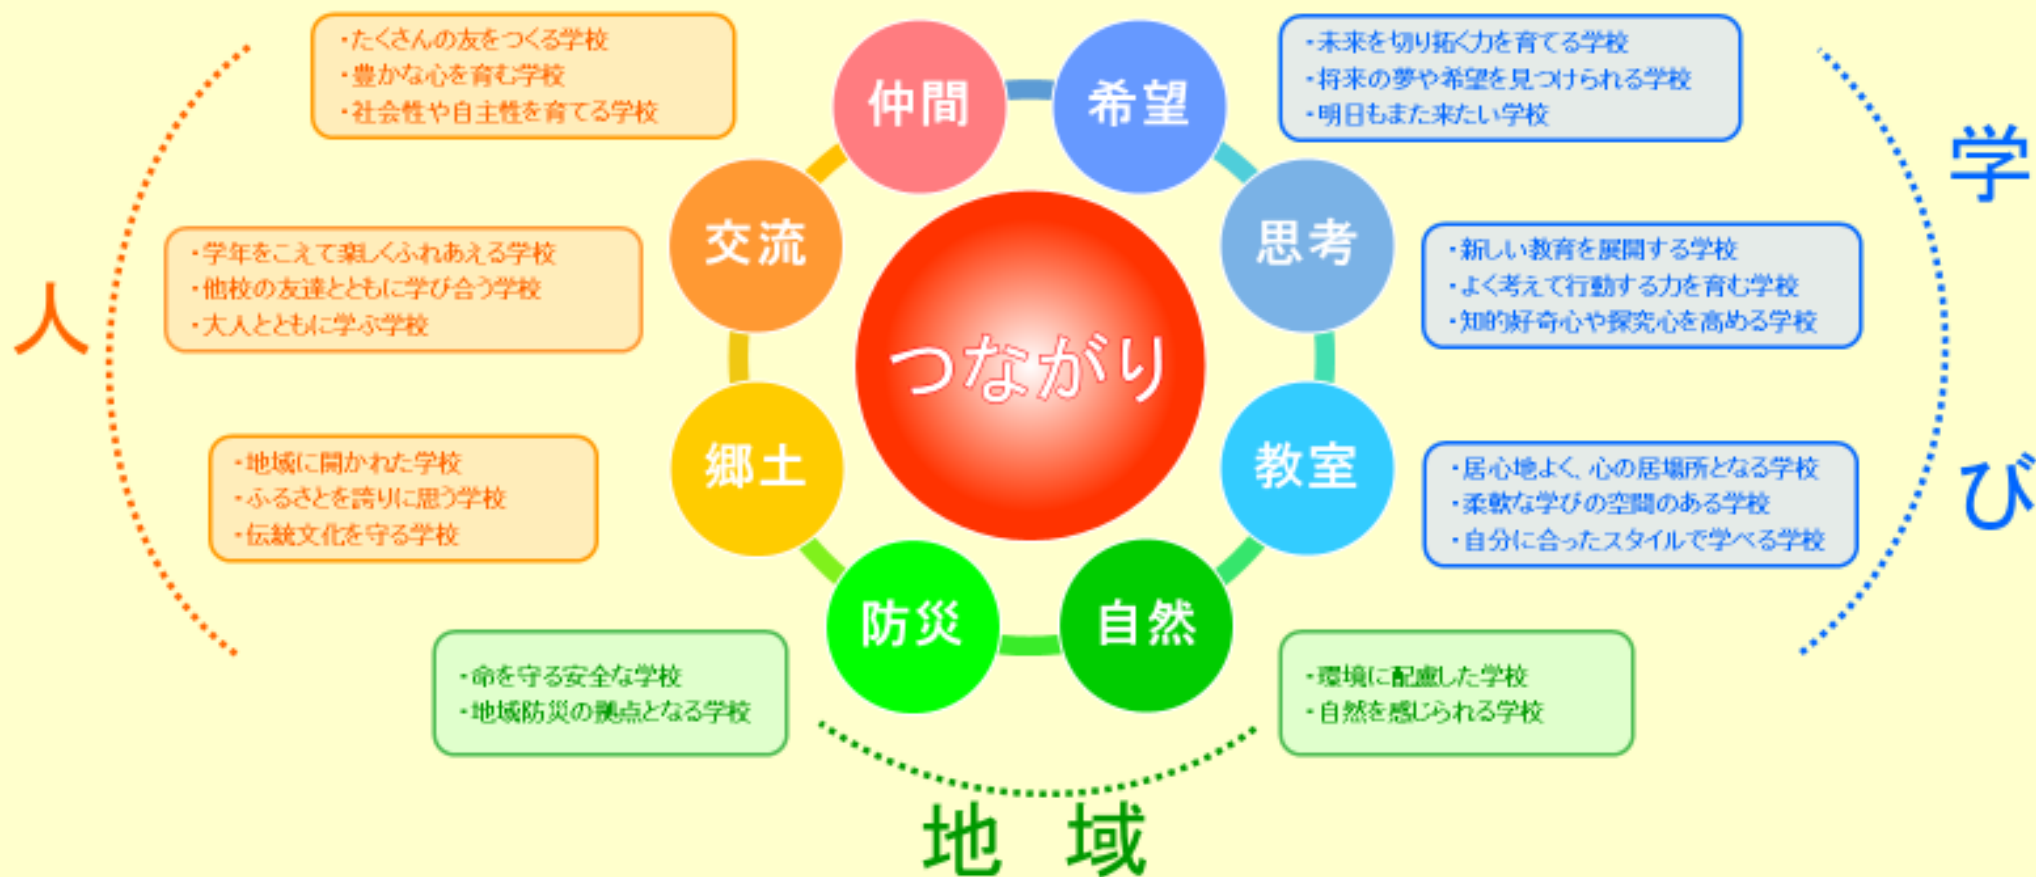 ・たくさんの友をつくる学校
・豊かな心を育む学校
・社会性や自主性を育てる学校
仲間
希望
・未来を切り拓く力を育てる学校
・将来の夢や希望を見つけられる学校
・明日もまた来たい学校
学び
交流
思考
・学年をこえて楽しくふれあえる学校
・他校の友達とともに学び合う学校
・大人とともに学ぶ学校
・新しい教育を展開する学校
・よく考えて行動する力を育む学校
・知的好奇心や探究心を高める学校
人
つながり
・地域に開かれた学校
・ふるさとを誇りに思う学校
・伝統文化を守る学校
郷土
教室
・居心地よく、心の居場所となる学校
・柔軟な学びの空間のある学校
・自分に合ったスタイルで学べる学校
防災
自然
・命を守る安全な学校
・地域防災の拠点となる学校
・環境に配慮した学校
・自然を感じられる学校
地域